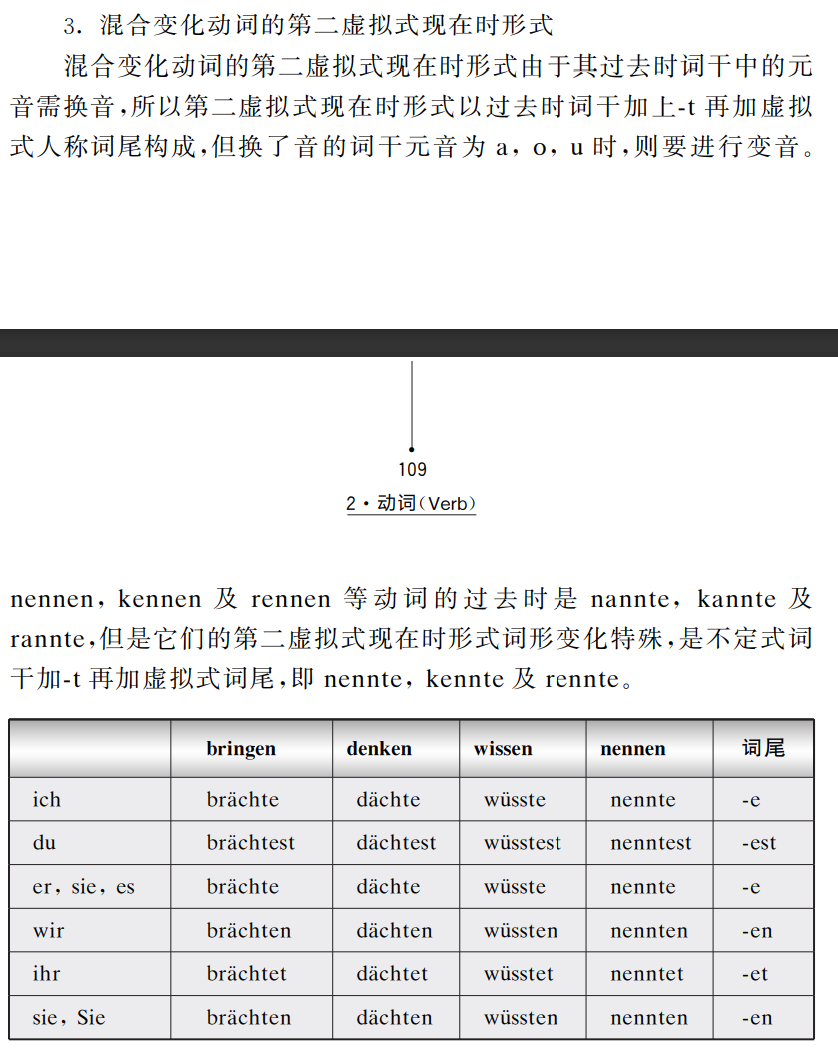 3. 混合变化动词的第二虚拟式现在时形式
混合变化动词的第二虚拟式现在时形式由于其过去时词干中的元
音需换音,所以第二虚拟式现在时形式以过去时词干加上-t 再加虚拟
式人称词尾构成,但换了音的词干元音为 a, o, u 时,则要进行变音。
109
2·动词(Verb)
nennen, kennen 及 rennen 等动词的过去时是 nannte, kannte 及
rannte,但是它们的第二虚拟式现在时形式词形变化特殊,是不定式词
干加-t 再加虚拟式词尾,即 nennte, kennte 及 rennte。
bringen denken wissen nennen 词尾
ich brächte dächte wüsste nennte -e
du brächtest dächtest wüsstest nenntest -est
er, sie, es brächte dächte wüsste nennte -e
wir brächten dächten wüssten nennten -en
ihr brächtet dächtet wüsstet nenntet -et
sie, Sie brächten dächten wüssten nennten -en